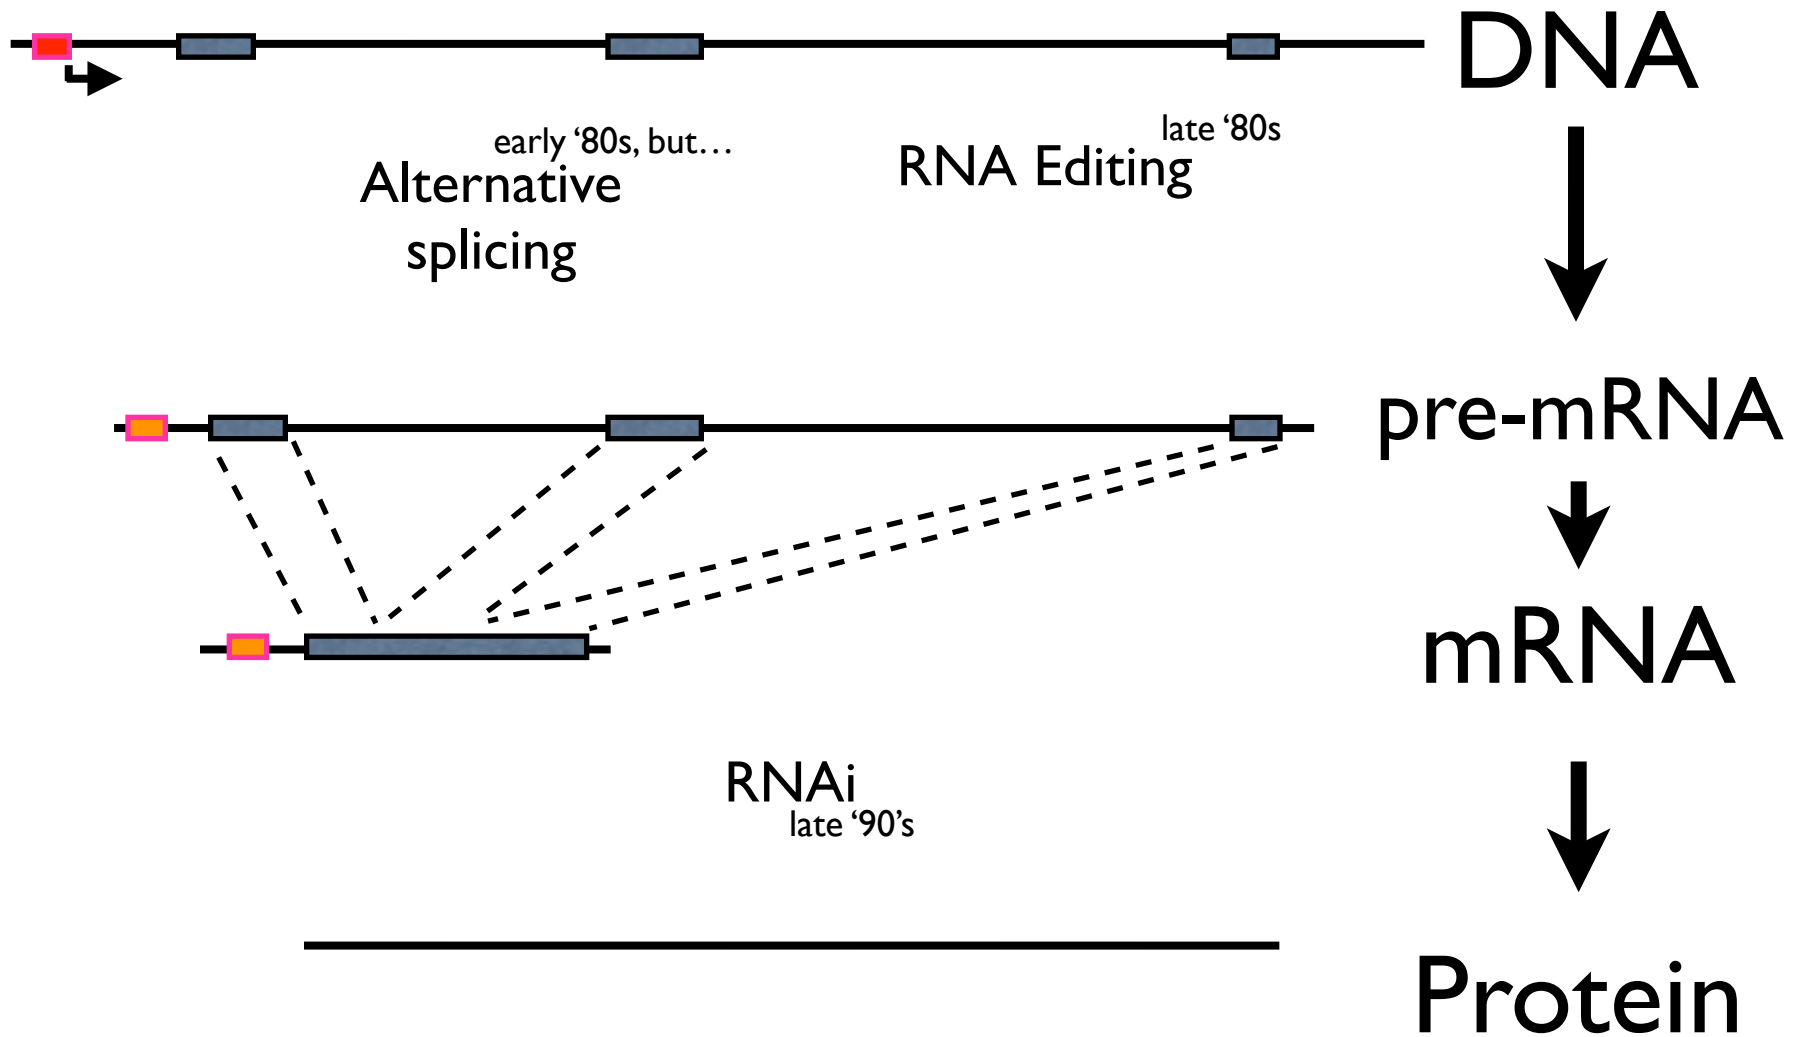 DNA
early ‘80s, but…
Alternative
splicing
late ‘80s
RNA Editing
pre-mRNA
mRNA
RNAi
late ‘90’s
Protein